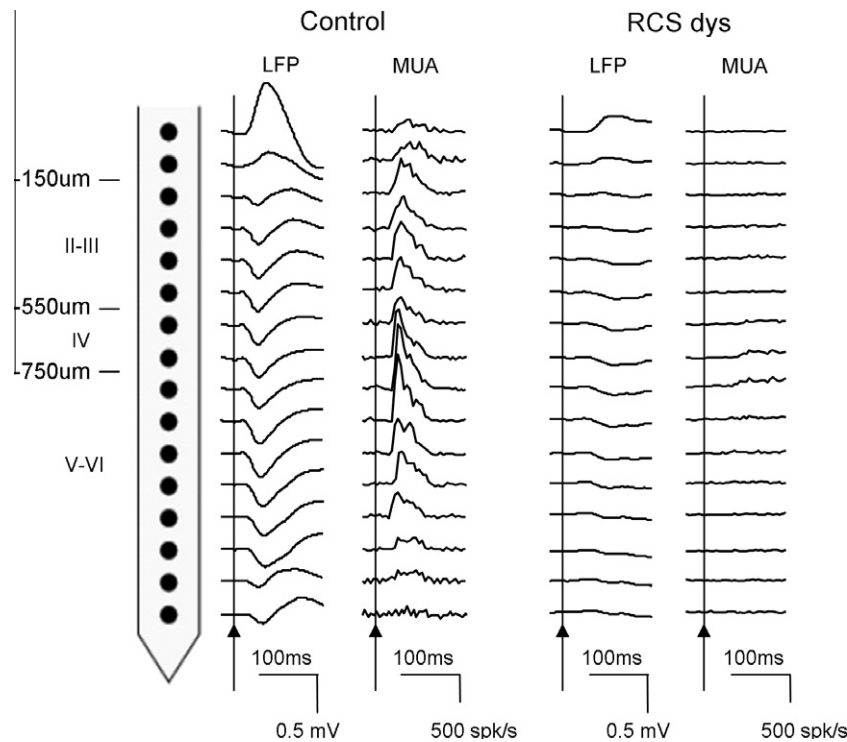 Control RCS dys
LFP MUA LFP MUA
-150um
II-III
-550um
IV
-750um
V-VI
100ms 100ms 100ms 100ms
0.5 mV 500 spk/s 0.5 mV 500 spk/s